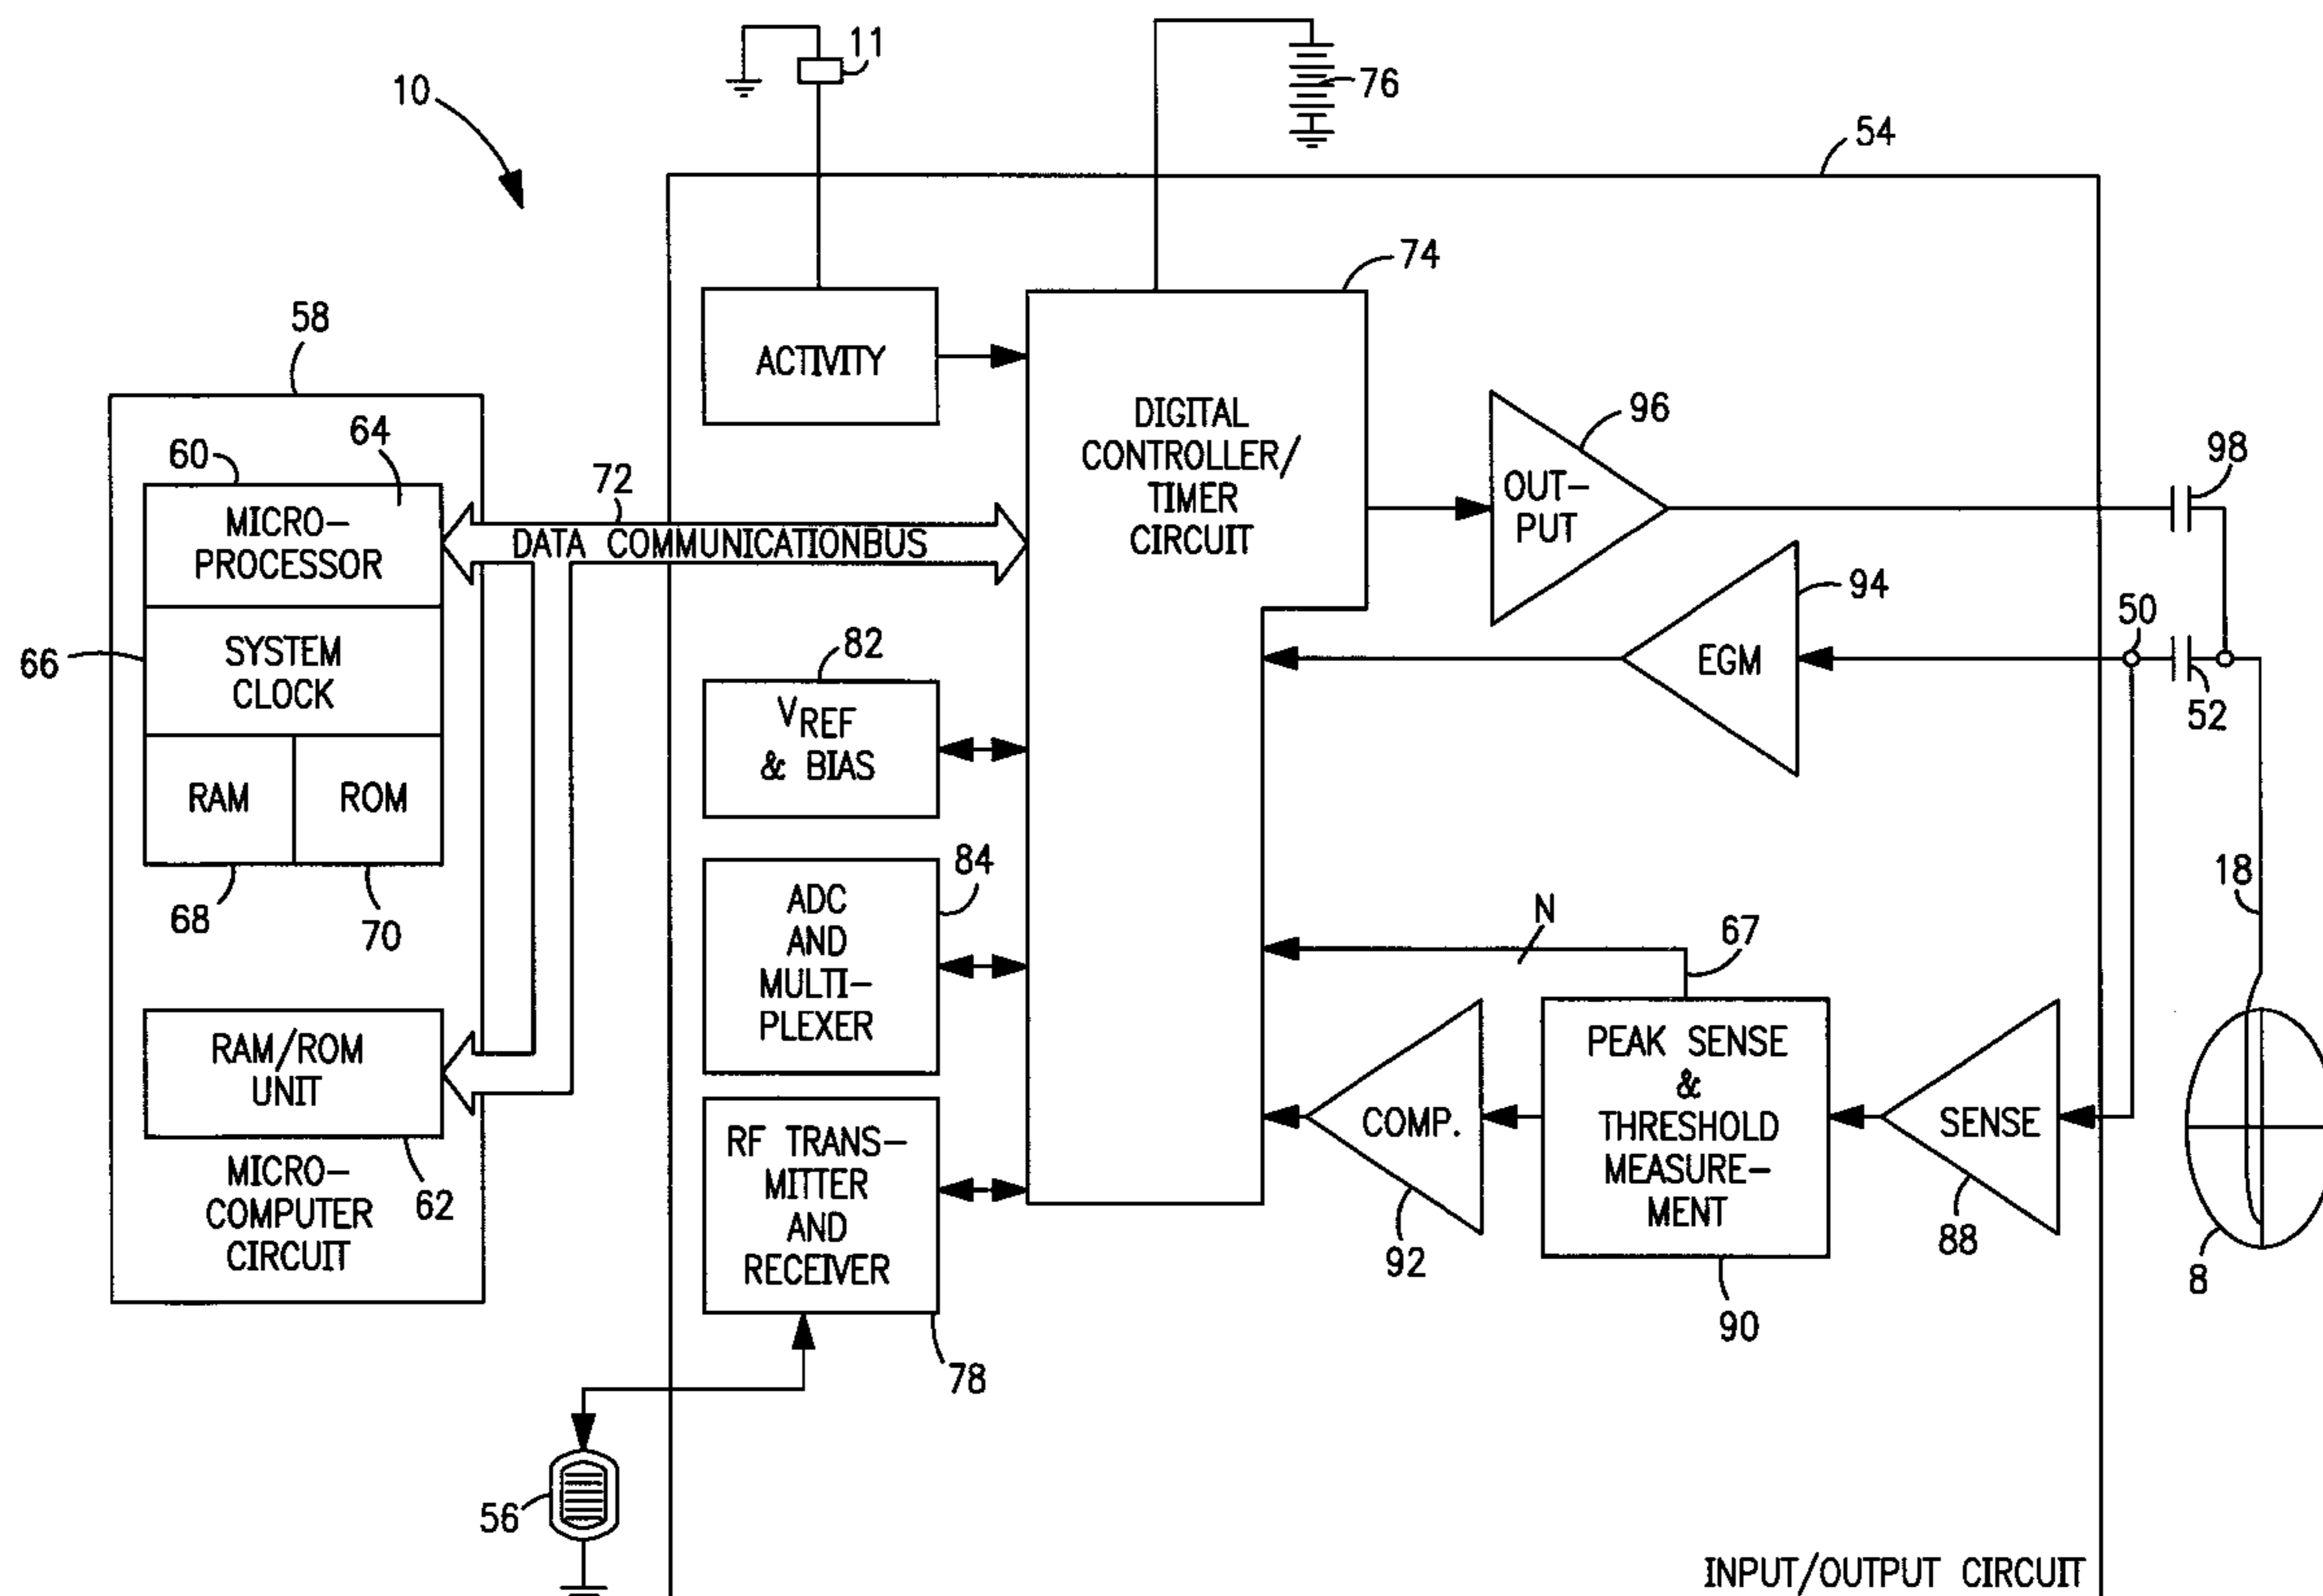 11
76
10
54
74
58
ACTIVITY
64
60
72
DIGITAL
CONTROLLER/
TIMER
CIRCUIT
96
98
OUT-
PUT
MICRO-
PROCESSOR
DATA COMMUNICATIONBUS
94
50
66
SYSTEM
CLOCK
82
EGM
52
VREF
& BIAS
RAM
ROM
84
18
68
70
ADC
AND
MULTI-
PLEXER
N
67
RAM/ROM
UNIT
PEAK SENSE
&
THRESHOLD
MEASURE-
MENT
COMP.
SENSE
RF TRANS-
MITTER
AND
RECEIVER
MICRO-
COMPUTER
CIRCUIT
62
92
88
8
90
78
56
INPUT/OUTPUT CIRCUIT